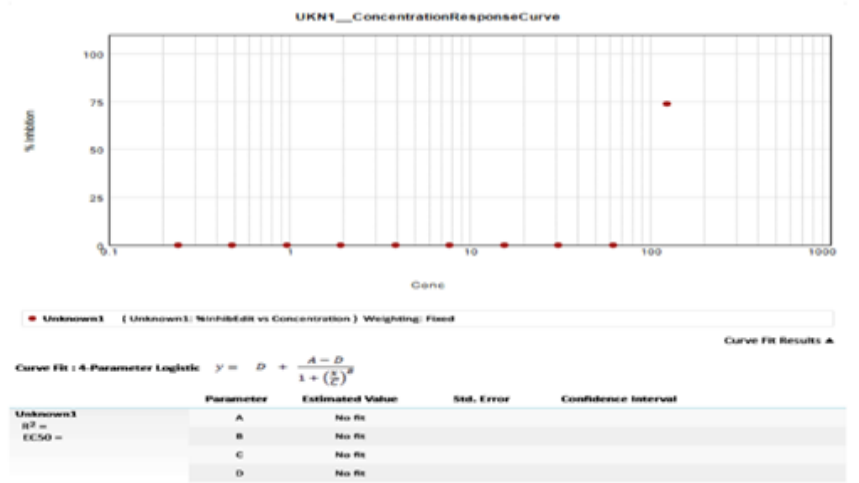 UKN1__ConcentrationResponseCurve
100
75
50
25
0
0.1 1 10 100 1000
% Inhibition
Conc
Unknown1 ( Unknown1: %InhibEdit vs Concentration ) Weighting: Fixed
Curve Fit Results ▲
Curve Fit : 4-Parameter Logistic y = D + (A - D) / (1 + (x/C)^B)
Parameter Estimated Value Std. Error Confidence Interval
Unknown1
R² =
EC50 =
A No fit
B No fit
C No fit
D No fit